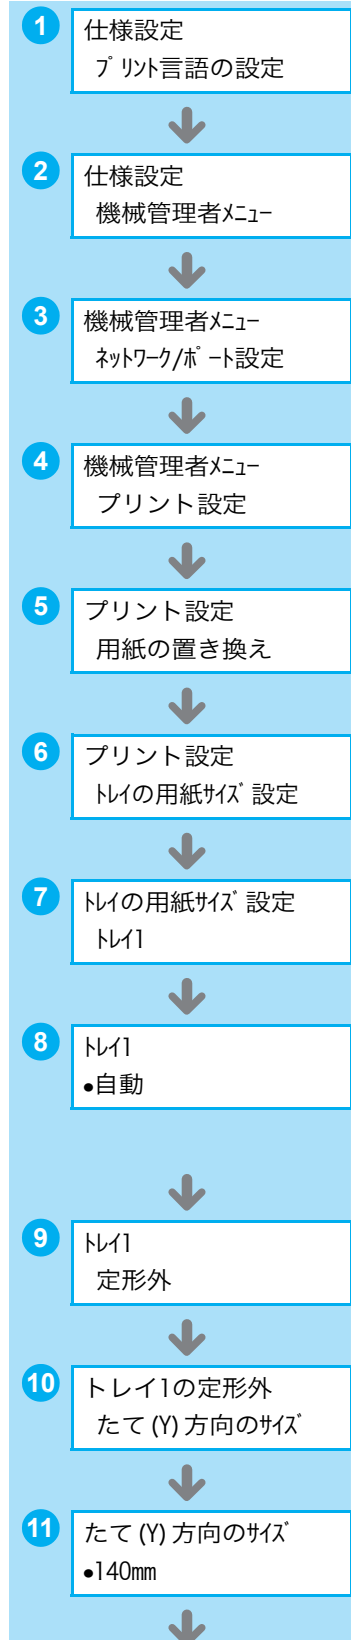 1
仕様設定
ﾌﾟﾘﾝﾄ言語の設定
2
仕様設定
機械管理者ﾒﾆｭｰ
3
機械管理者ﾒﾆｭｰ
ﾈｯﾄﾜｰｸ/ﾎﾟｰﾄ設定
4
機械管理者ﾒﾆｭｰ
プリント設定
5
プリント設定
用紙の置き換え
6
プリント設定
ﾄﾚｲの用紙ｻｲｽﾞ設定
7
ﾄﾚｲの用紙ｻｲｽﾞ設定
ﾄﾚｲ1
8
ﾄﾚｲ1
•自動
9
ﾄﾚｲ1
定形外
10
トレイ1の定形外
たて(Y)方向のｻｲｽﾞ
11
たて(Y)方向のｻｲｽﾞ
•140mm